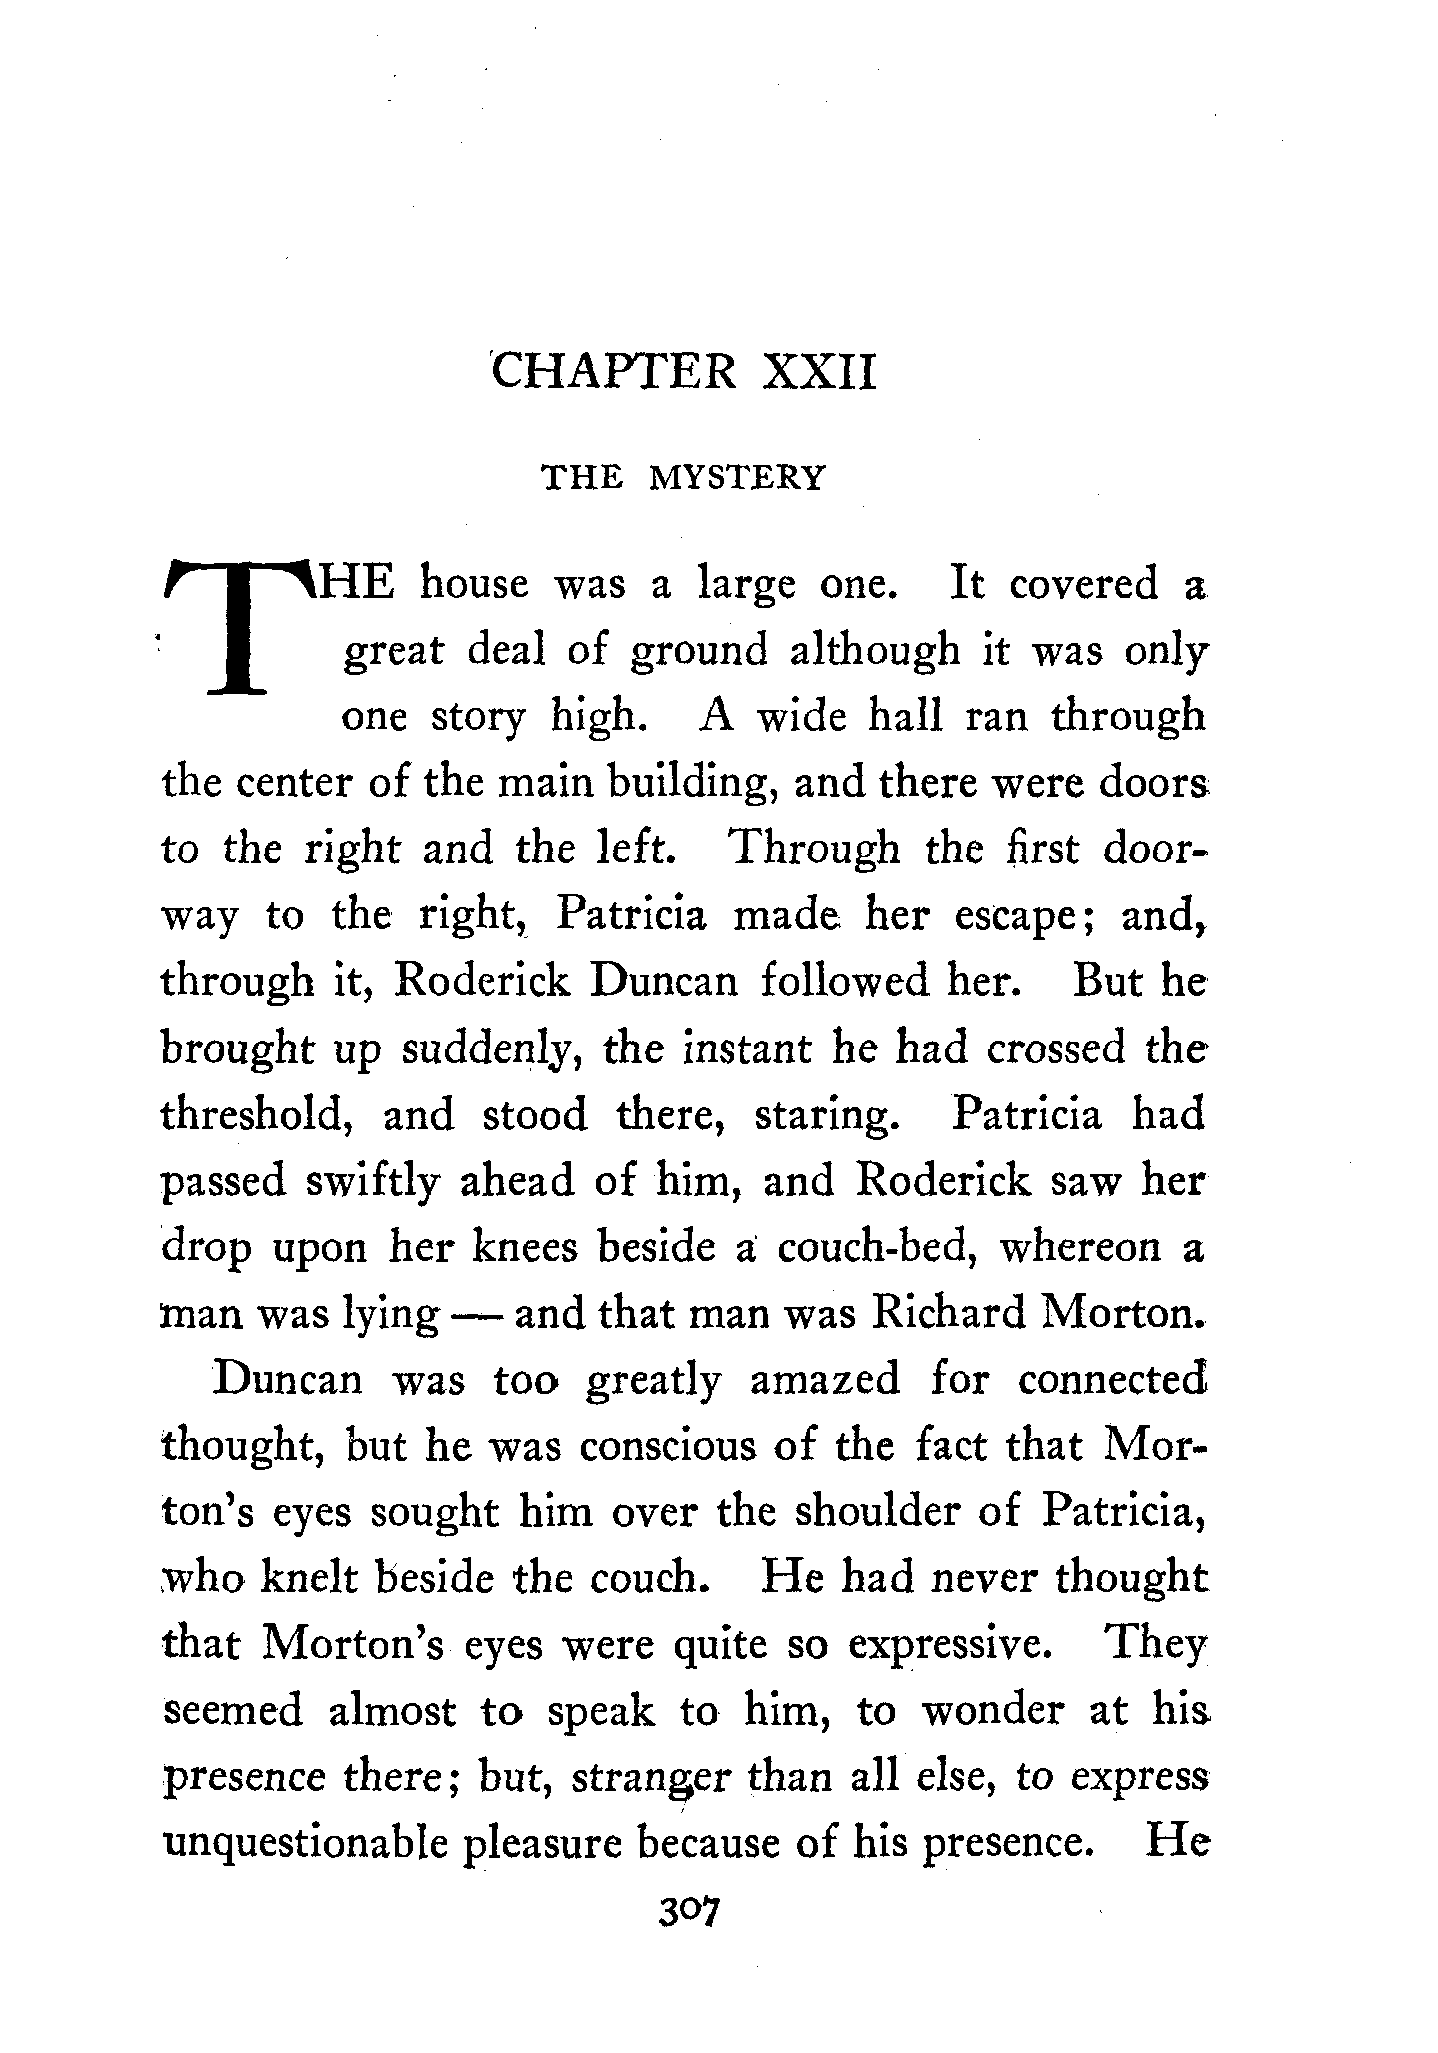 CHAPTER XXII
THE MYSTERY
THE house was a large one. It covered a
great deal of ground although it was only
one story high. A wide hall ran through
the center of the main building, and there were doors
to the right and the left. Through the first door-
way to the right, Patricia made her escape; and,
through it, Roderick Duncan followed her. But he
brought up suddenly, the instant he had crossed the
threshold, and stood there, staring. Patricia had
passed swiftly ahead of him, and Roderick saw her
drop upon her knees beside a couch-bed, whereon a
man was lying — and that man was Richard Morton.
Duncan was too greatly amazed for connected
thought, but he was conscious of the fact that Mor-
ton's eyes sought him over the shoulder of Patricia,
who knelt beside the couch. He had never thought
that Morton's eyes were quite so expressive. They
seemed almost to speak to him, to wonder at his
presence there; but, stranger than all else, to express
unquestionable pleasure because of his presence. He
307